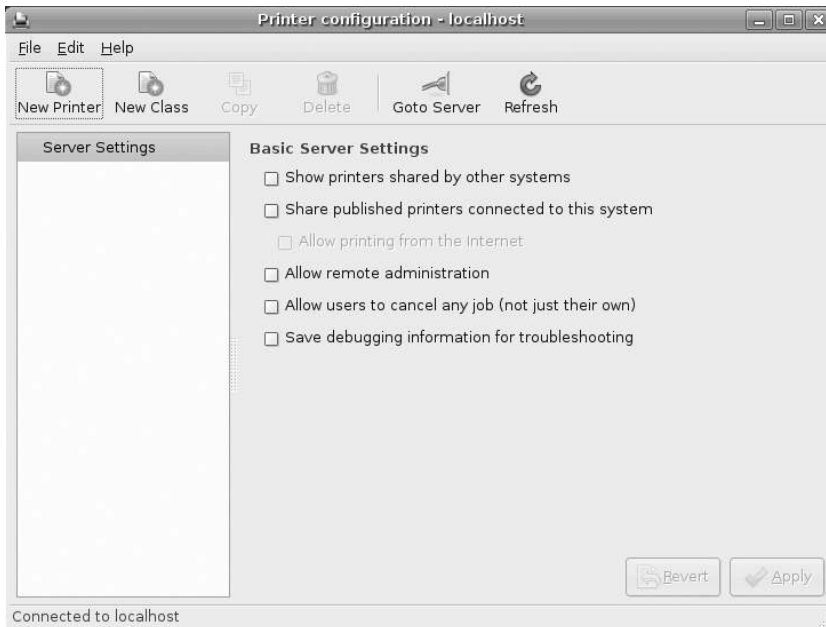 Printer configuration - localhost
File Edit Help
New Printer New Class Copy Delete Goto Server Refresh
Server Settings
Basic Server Settings
Show printers shared by other systems
Share published printers connected to this system
Allow printing from the Internet
Allow remote administration
Allow users to cancel any job (not just their own)
Save debugging information for troubleshooting
Revert Apply
Connected to localhost